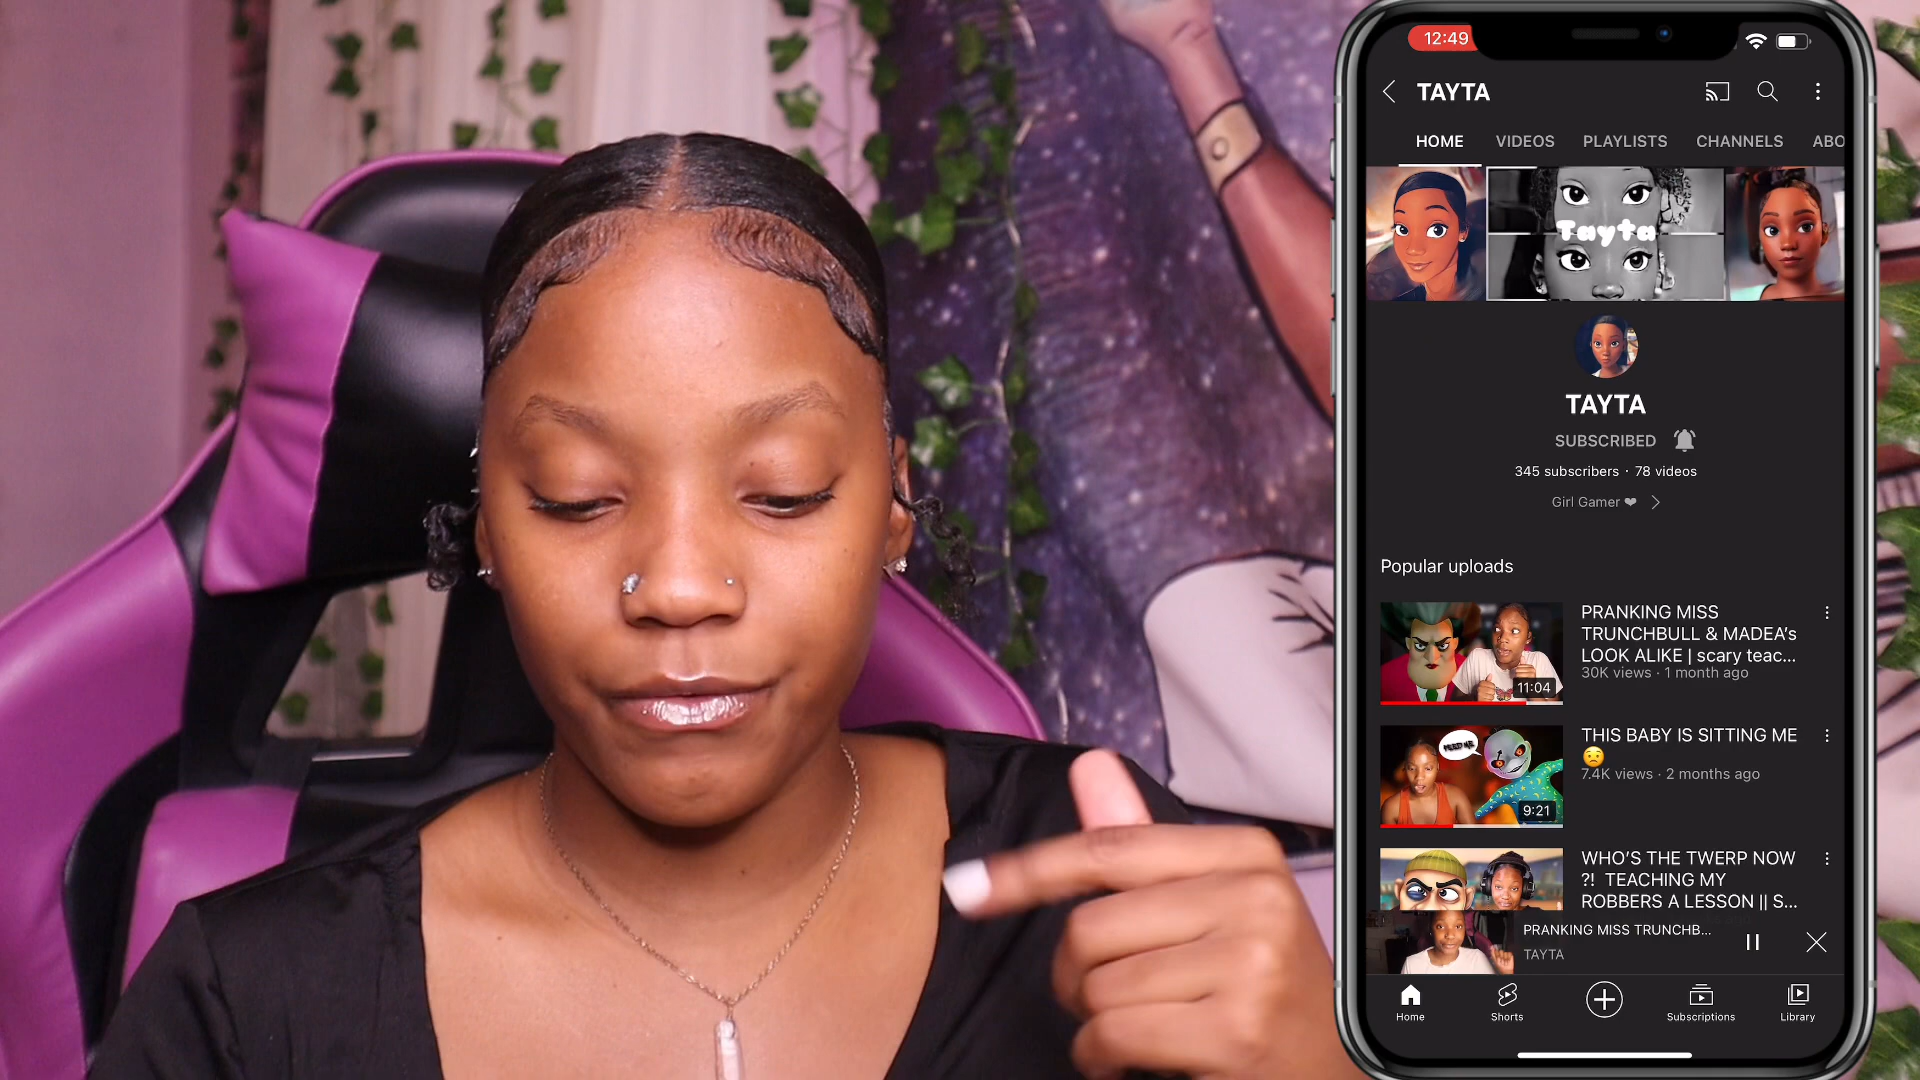 12:49
TAYTA
HOME VIDEOS PLAYLISTS CHANNELS ABO
Tayta
TAYTA
SUBSCRIBED
345 subscribers · 78 videos
Girl Gamer ❤ >
Popular uploads
PRANKING MISS
TRUNCHBULL & MADEA's
LOOK ALIKE | scary teac...
30K views · 1 month ago
11:04
NEED ME
THIS BABY IS SITTING ME
😟
7.4K views · 2 months ago
9:21
WHO'S THE TWERP NOW
?! TEACHING MY
ROBBERS A LESSON || S...
PRANKING MISS TRUNCHB...
TAYTA
Home Shorts Subscriptions Library